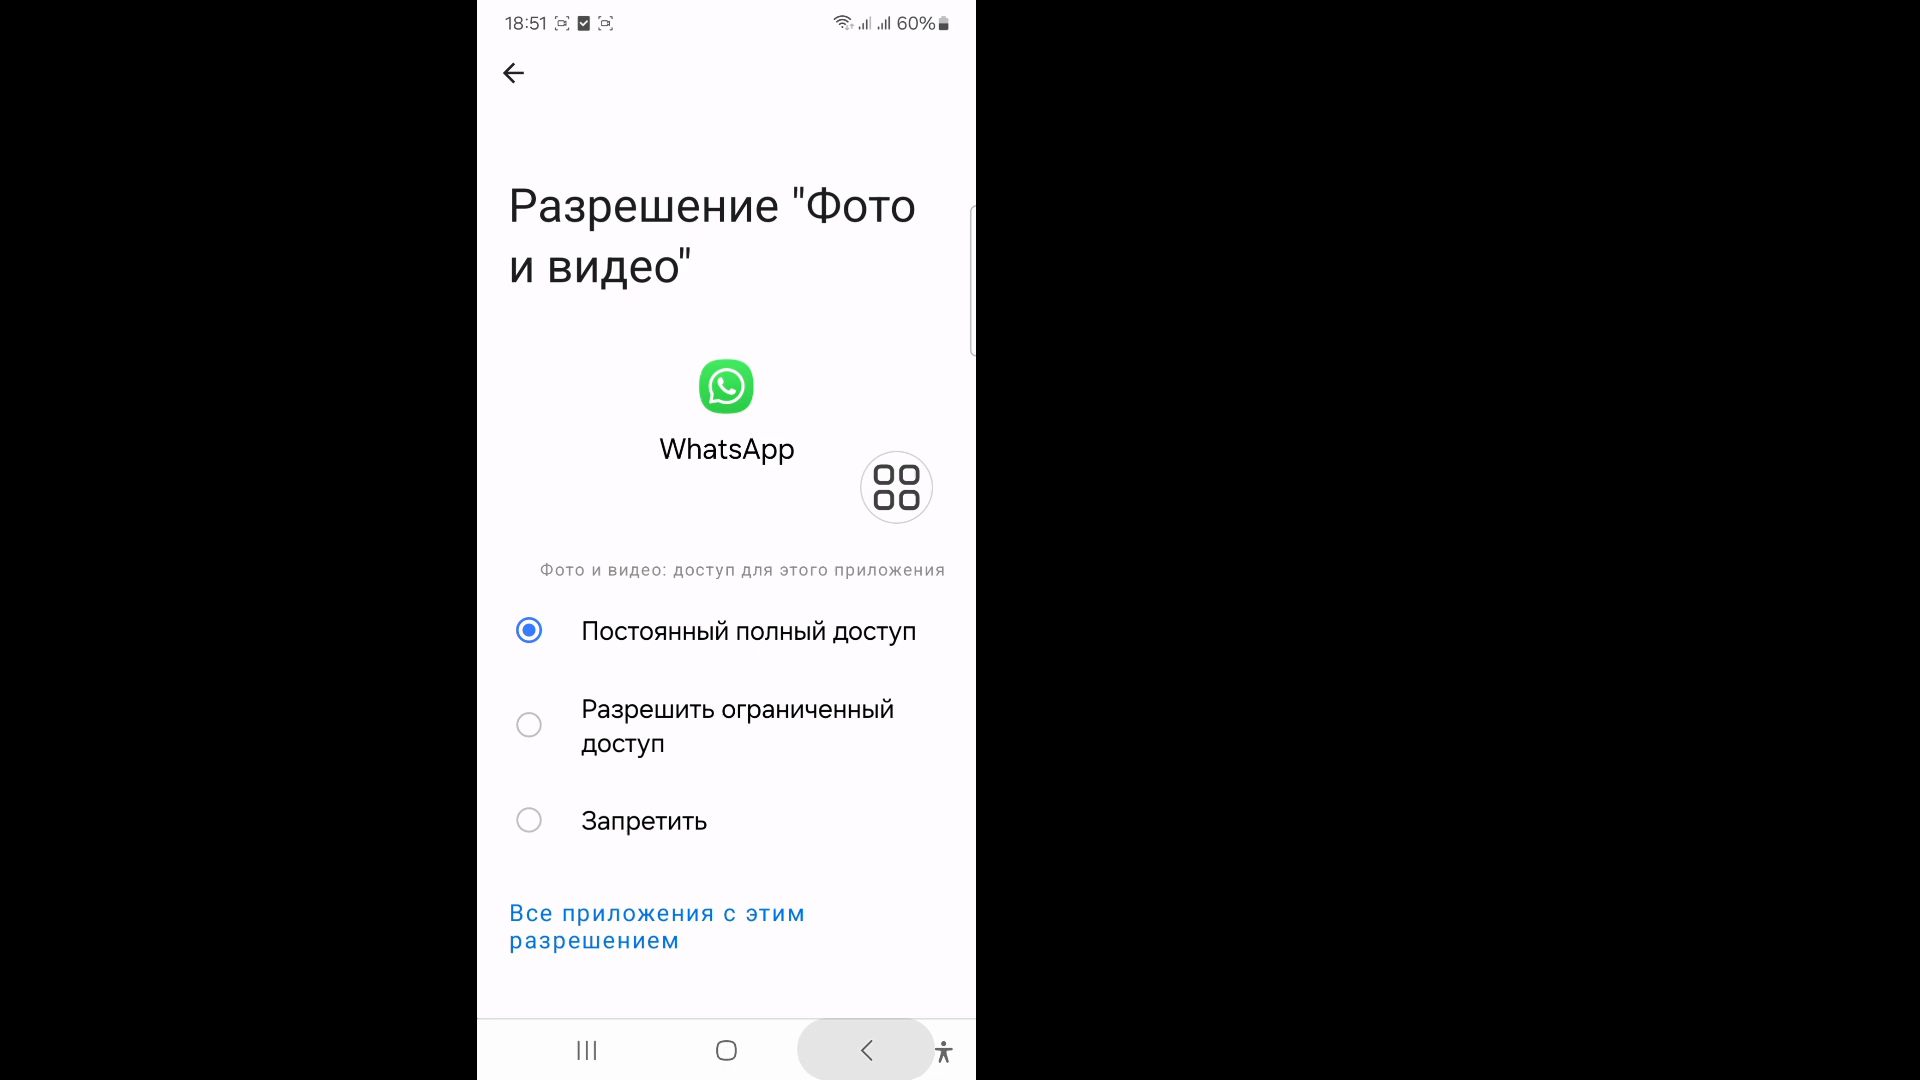 18:51
60%
Разрешение "Фото
и видео"
WhatsApp
Фото и видео: доступ для этого приложения
Постоянный полный доступ
Разрешить ограниченный
доступ
Запретить
Все приложения с этим
разрешением